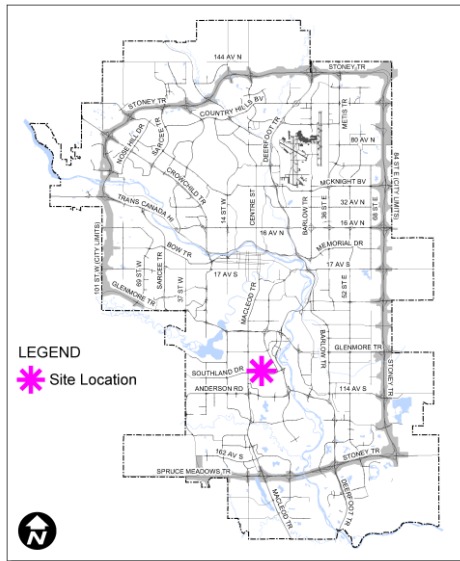 144 AV N
STONEY TR
STONEY TR
COUNTRY HILLS BV
NOSE HILL DR
SARCEE TR
DEERFOOT TR
METIS TR
80 AV N
CROWCHILD TR
MCKNIGHT BV
84 ST E (CITY LIMITS)
14 ST W
CENTRE ST
BARLOW TR
36 ST E
32 AV N
68 ST E
TRANS CANADA HI
16 AV N
16 AV N
101 ST W (CITY LIMITS)
BOW TR
MEMORIAL DR
69 ST W
SARCEE TR
37 ST W
17 AV S
17 AV S
52 ST E
GLENMORE TR
MACLEOD TR
BARLOW TR
GLENMORE TR
LEGEND
Site Location
SOUTHLAND DR
ANDERSON RD
114 AV S
STONEY TR
162 AV S
STONEY TR
SPRUCE MEADOWS TR
MACLEOD TR
DEERFOOT TR
N